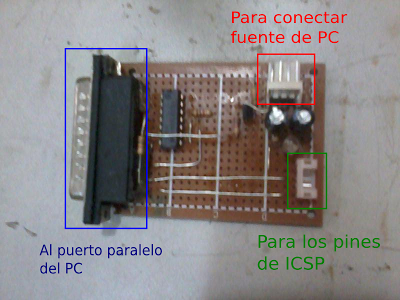 Para conectar
fuente de PC
Al puerto paralelo
del PC
Para los pines
de ICSP